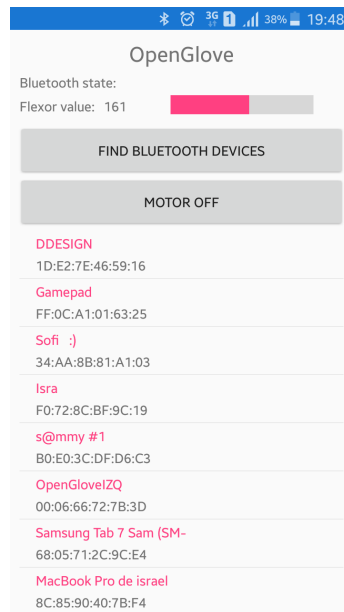 3G 1 38% 19:48
OpenGlove
Bluetooth state:
Flexor value: 161
FIND BLUETOOTH DEVICES
MOTOR OFF
DDESIGN
1D:E2:7E:46:59:16
Gamepad
FF:0C:A1:01:63:25
Sofi :)
34:AA:8B:81:A1:03
Isra
F0:72:8C:BF:9C:19
s@mmy #1
B0:E0:3C:DF:D6:C3
OpenGloveIZQ
00:06:66:72:7B:3D
Samsung Tab 7 Sam (SM-
68:05:71:2C:9C:E4
MacBook Pro de israel
8C:85:90:40:7B:F4